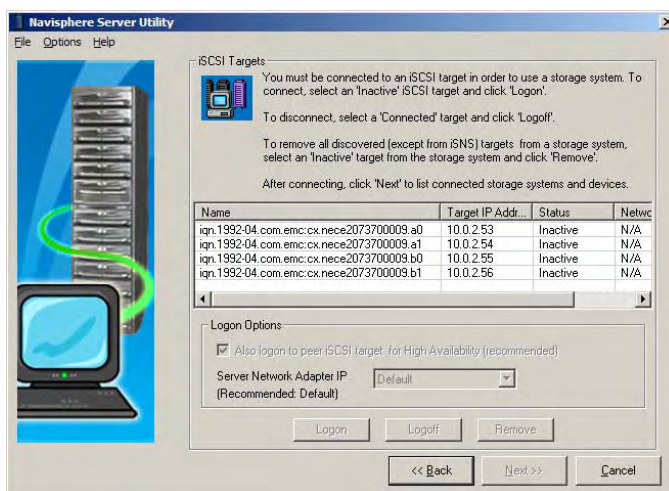 Navisphere Server Utility
File Options Help
iSCSI Targets
You must be connected to an iSCSI target in order to use a storage system. To
connect, select an 'Inactive' iSCSI target and click 'Logon'.
To disconnect, select a 'Connected' target and click 'Logoff'.
To remove all discovered (except from iSNS) targets from a storage system,
select an 'Inactive' target from the storage system and click 'Remove'.
After connecting, click 'Next' to list connected storage systems and devices.
Name Target IP Addr... Status Netwc
iqn.1992-04.com.emc:cx.nece2073700009.a0 10.0.2.53 Inactive N/A
iqn.1992-04.com.emc:cx.nece2073700009.a1 10.0.2.54 Inactive N/A
iqn.1992-04.com.emc:cx.nece2073700009.b0 10.0.2.55 Inactive N/A
iqn.1992-04.com.emc:cx.nece2073700009.b1 10.0.2.56 Inactive N/A
Logon Options
Also logon to peer iSCSI target for High Availability (recommended)
Server Network Adapter IP Default
(Recommended: Default)
Logon Logoff Remove
<< Back Next >> Cancel